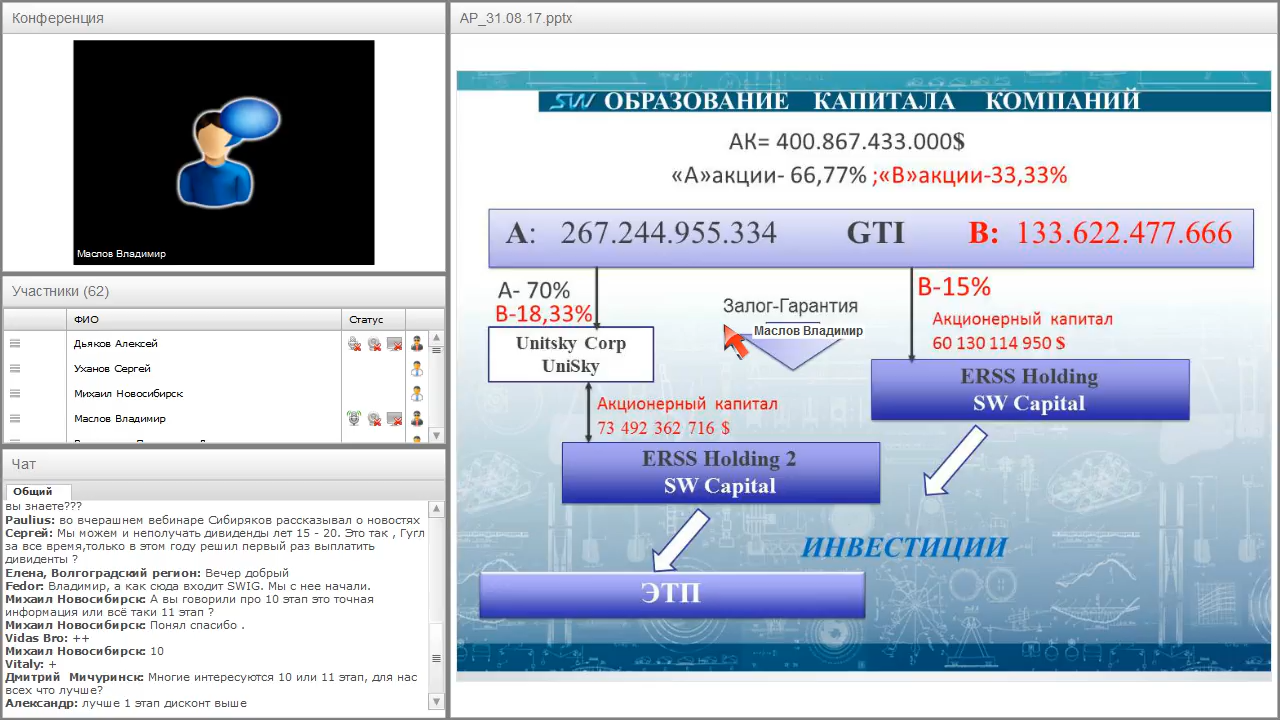 Конференция
Маслов Владимир
Участники (62)
ФИО
Статус
Дьяков Алексей
Уханов Сергей
Михаил Новосибирск
Маслов Владимир
Чат
Общий
вы знаете???
Paulius: во вчерашнем вебинаре Сибиряков рассказывал о новостях
Сергей: Мы можем и неполучать дивиденды лет 15 - 20. Это так , Гугл
за все время,только в этом году решил первый раз выплатить
дивиденты ?
Елена, Волгоградский регион: Вечер добрый
Fedor: Владимир, а как сюда входит SWIG. Мы с нее начали.
Михаил Новосибирск: А вы говорили про 10 этап это точная
информация или всё таки 11 этап ?
Михаил Новосибирск: Понял спасибо .
Vidas Bro: ++
Михаил Новосибирск: 10
Vitaly: +
Дмитрий Мичуринск: Многие интересуются 10 или 11 этап, для нас
всех что лучше?
Александр: лучше 1 этап дисконт выше
AP_31.08.17.pptx
SW ОБРАЗОВАНИЕ КАПИТАЛА КОМПАНИЙ
АК= 400.867.433.000$
«А»акции- 66,77% ;«В»акции-33,33%
А: 267.244.955.334 GTI В: 133.622.477.666
А- 70%
В-18,33%
Залог-Гарантия
Маслов Владимир
В-15%
Акционерный капитал
60 130 114 950 $
Unitsky Corp
UniSky
ERSS Holding
SW Capital
Акционерный капитал
73 492 362 716 $
ERSS Holding 2
SW Capital
ИНВЕСТИЦИИ
ЭТП